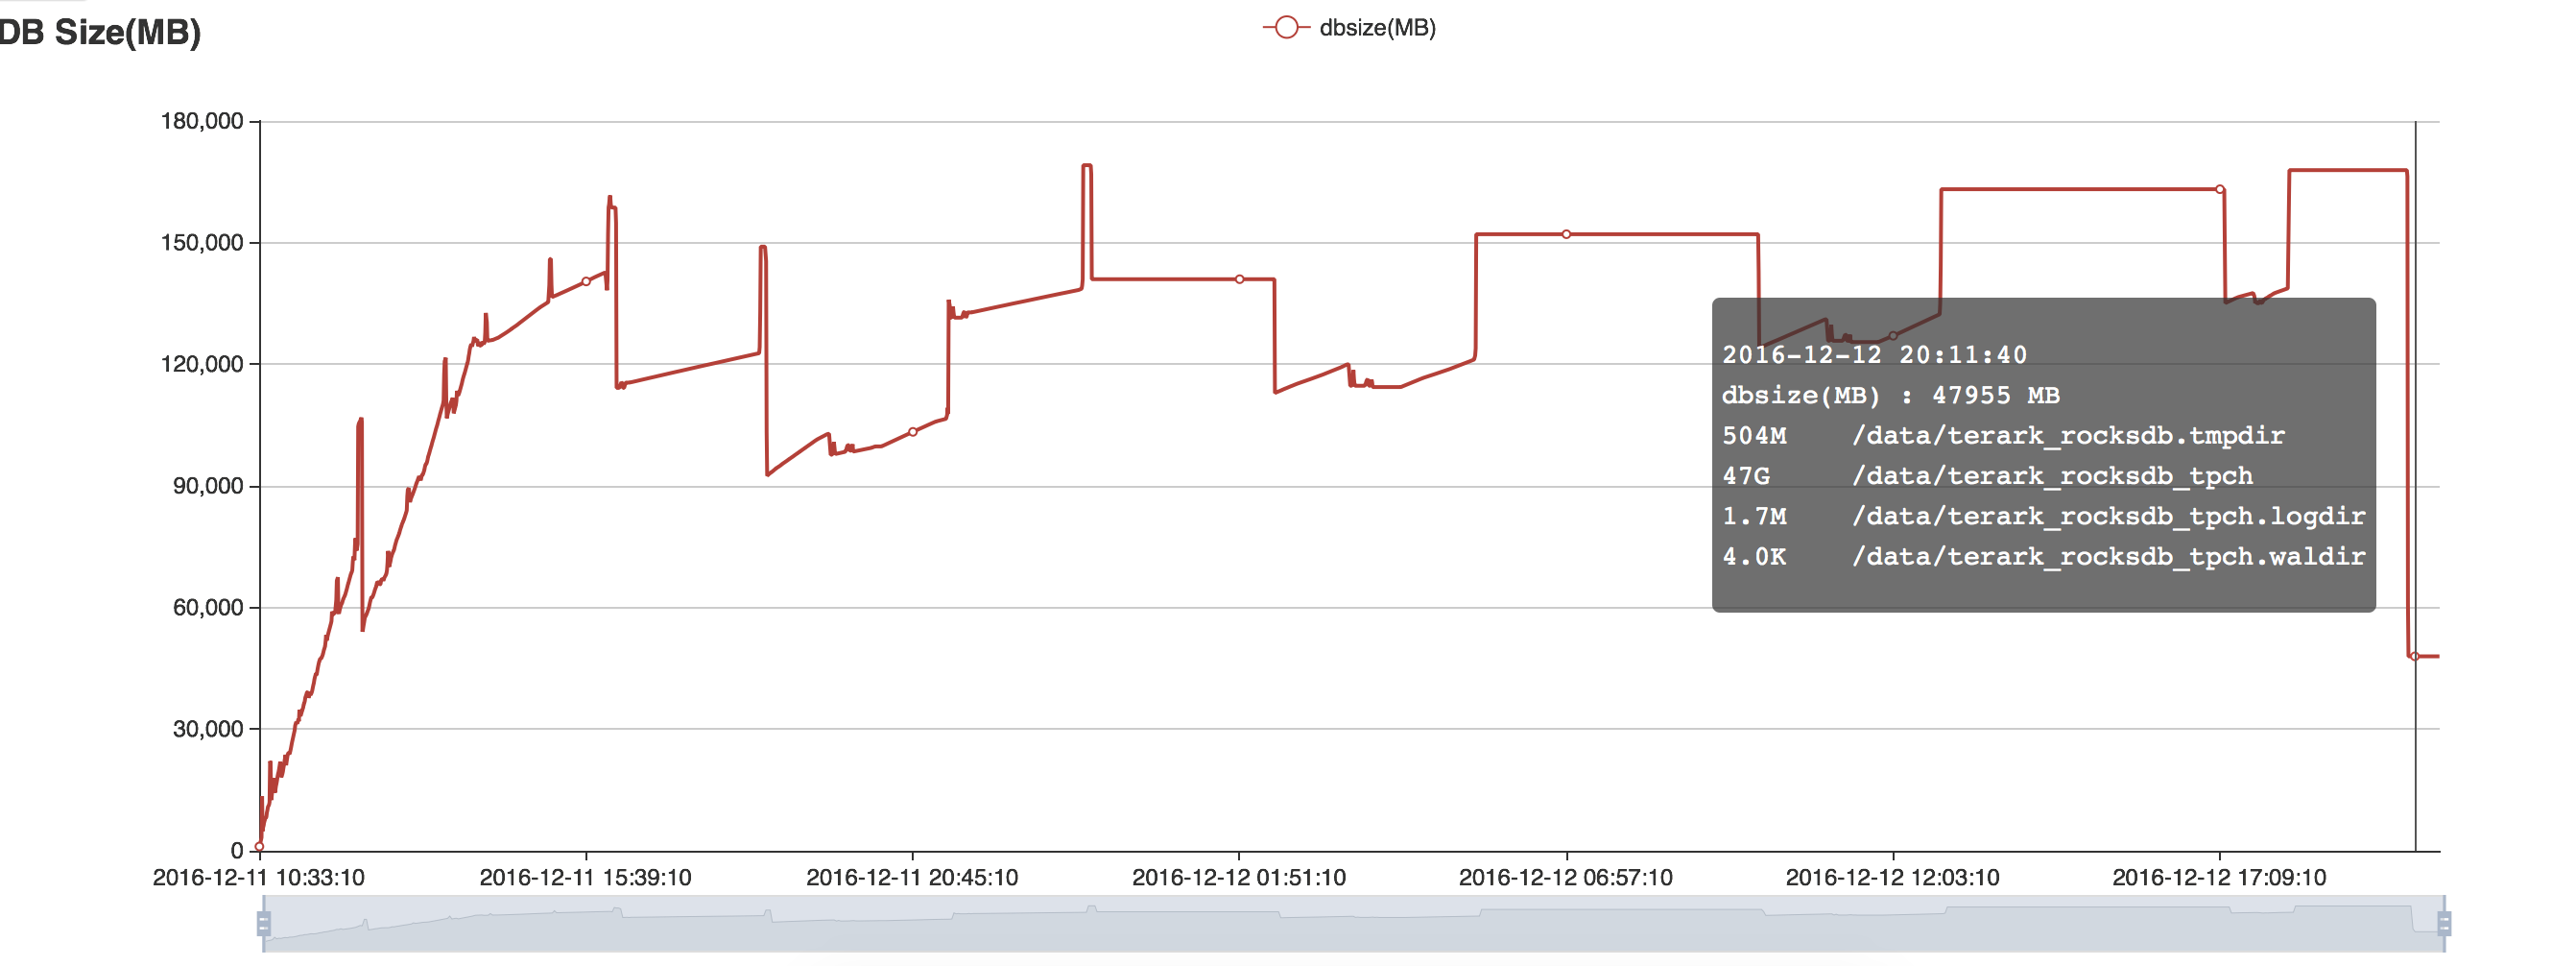 DB Size(MB)
dbsize(MB)
180,000
150,000
120,000
90,000
60,000
30,000
0
2016-12-12 20:11:40
dbsize(MB) : 47955 MB
504M /data/terark_rocksdb.tmpdir
47G /data/terark_rocksdb_tpch
1.7M /data/terark_rocksdb_tpch.logdir
4.0K /data/terark_rocksdb_tpch.waldir
2016-12-11 10:33:10
2016-12-11 15:39:10
2016-12-11 20:45:10
2016-12-12 01:51:10
2016-12-12 06:57:10
2016-12-12 12:03:10
2016-12-12 17:09:10